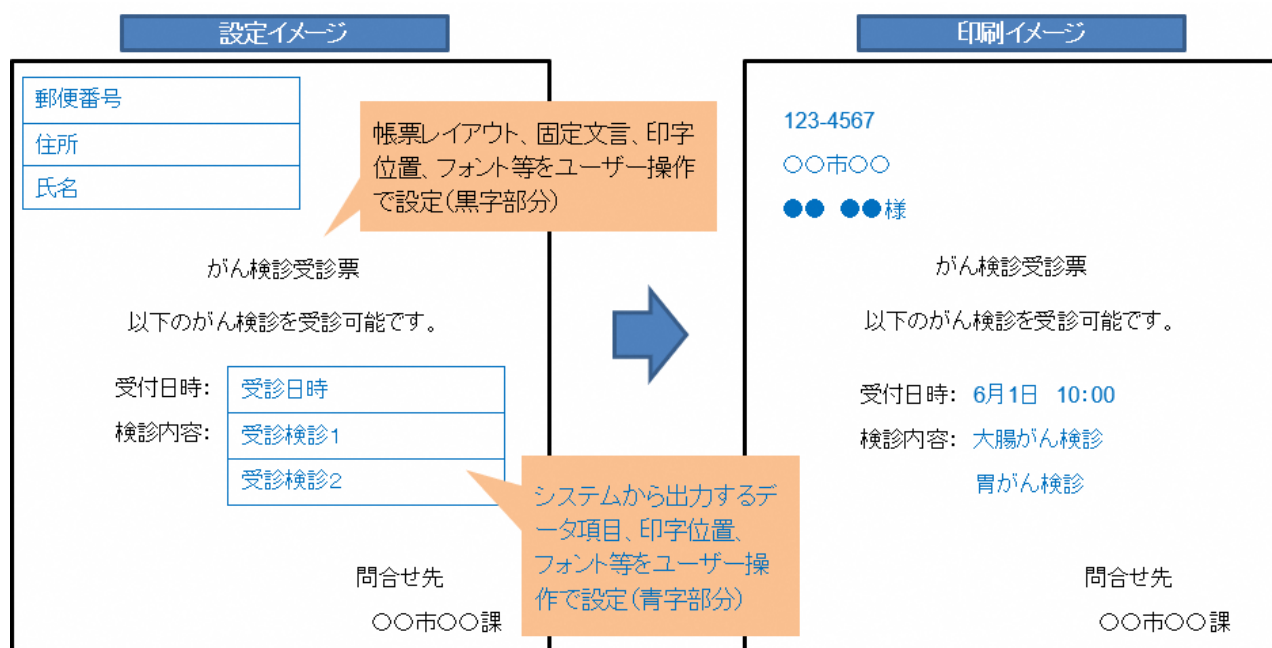 設定イメージ
郵便番号
住所
氏名
帳票レイアウト、固定文言、印字
位置、フォント等をユーザー操作
で設定(黒字部分)
がん検診受診票
以下のがん検診を受診可能です。
受付日時:
受診日時
検診内容:
受診検診1
受診検診2
システムから出力するデ
ータ項目、印字位置、
フォント等をユーザー操
作で設定(青字部分)
問合せ先
○○市○○課
印刷イメージ
123-4567
○○市○○
●● ●●様
がん検診受診票
以下のがん検診を受診可能です。
受付日時: 6月1日 10:00
検診内容: 大腸がん検診
胃がん検診
問合せ先
○○市○○課